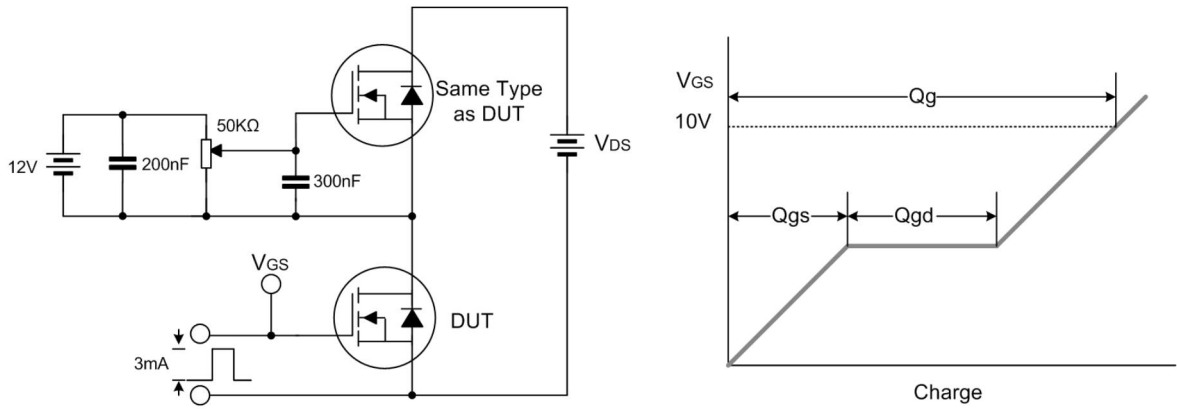 12V
200nF
50KΩ
300nF
Same Type
as DUT
VDS
VGS
3mA
DUT
VGS
10V
Qg
Qgs
Qgd
Charge